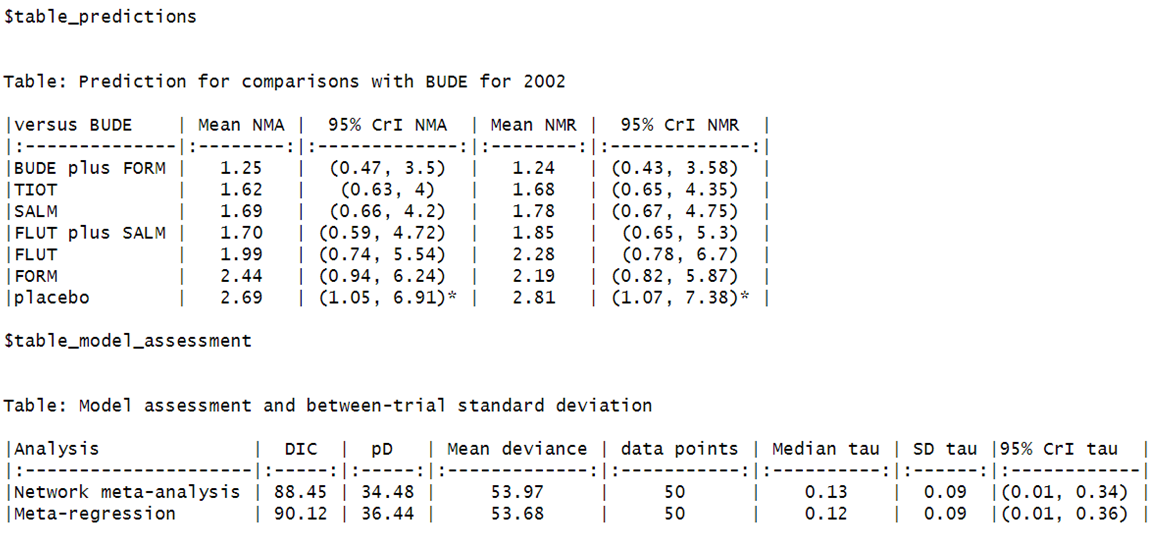 $table_predictions
Table: Prediction for comparisons with BUDE for 2002
|versus BUDE    | Mean NMA |  95% CrI NMA  | Mean NMR |  95% CrI NMR  |
|:--------------|:--------:|:-------------:|:--------:|:-------------:|
|BUDE plus FORM |   1.25   |  (0.47, 3.5)  |   1.24   | (0.43, 3.58)  |
|TIOT           |   1.62   |   (0.63, 4)   |   1.68   | (0.65, 4.35)  |
|SALM           |   1.69   |  (0.66, 4.2)  |   1.78   | (0.67, 4.75)  |
|FLUT plus SALM |   1.70   | (0.59, 4.72)  |   1.85   |  (0.65, 5.3)  |
|FLUT           |   1.99   | (0.74, 5.54)  |   2.28   |  (0.78, 6.7)  |
|FORM           |   2.44   | (0.94, 6.24)  |   2.19   | (0.82, 5.87)  |
|placebo        |   2.69   | (1.05, 6.91)* |   2.81   | (1.07, 7.38)* |
$table_model_assessment
Table: Model assessment and between-trial standard deviation
|Analysis              |  DIC  |  pD   | Mean deviance | data points | Median tau | SD tau |95% CrI tau  |
|:---------------------|:-----:|:-----:|:-------------:|:-----------:|:----------:|:------:|:------------|
|Network meta-analysis | 88.45 | 34.48 |     53.97     |     50      |    0.13    |  0.09  |(0.01, 0.34) |
|Meta-regression       | 90.12 | 36.44 |     53.68     |     50      |    0.12    |  0.09  |(0.01, 0.36) |